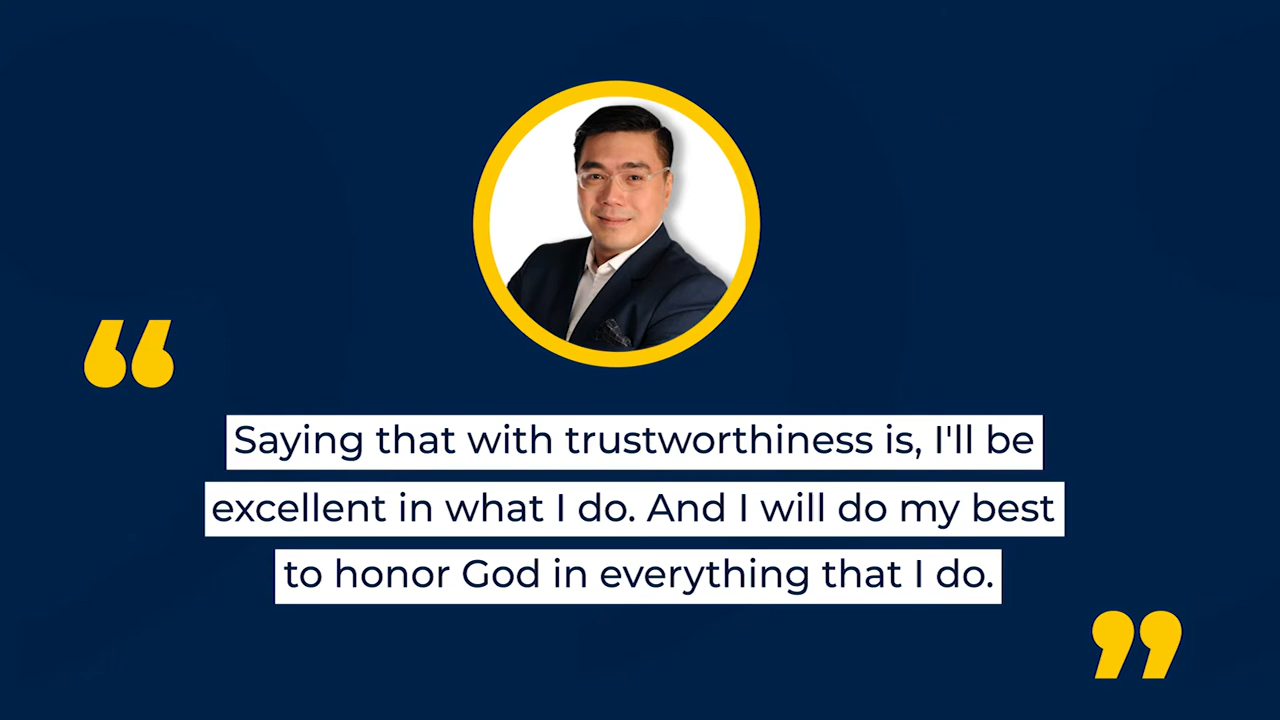 “
Saying that with trustworthiness is, I'll be
excellent in what I do. And I will do my best
to honor God in everything that I do.
”